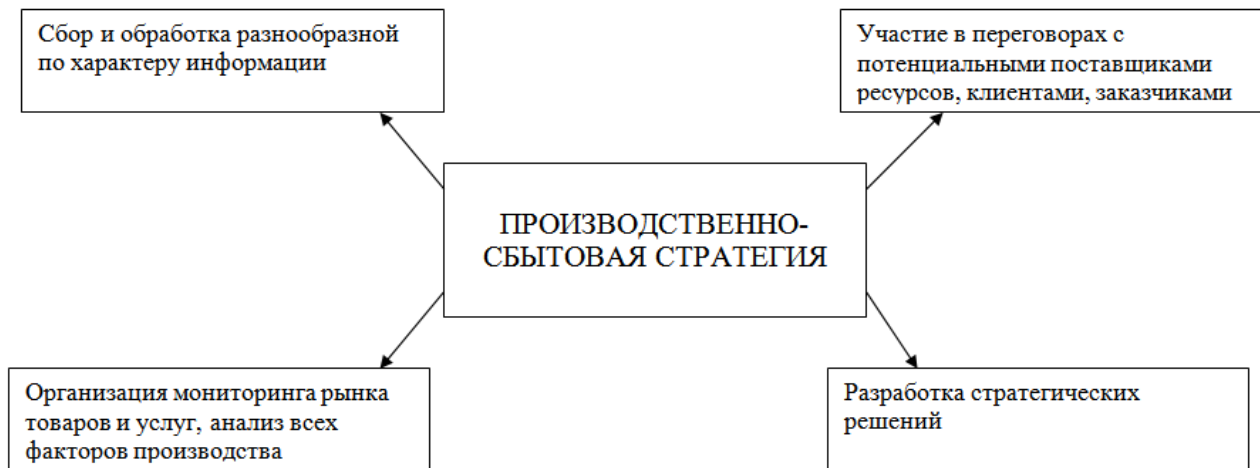 Сбор и обработка разнообразной
по характеру информации
Участие в переговорах с
потенциальными поставщиками
ресурсов, клиентами, заказчиками
ПРОИЗВОДСТВЕННО-
СБЫТОВАЯ СТРАТЕГИЯ
Организация мониторинга рынка
товаров и услуг, анализ всех
факторов производства
Разработка стратегических
решений